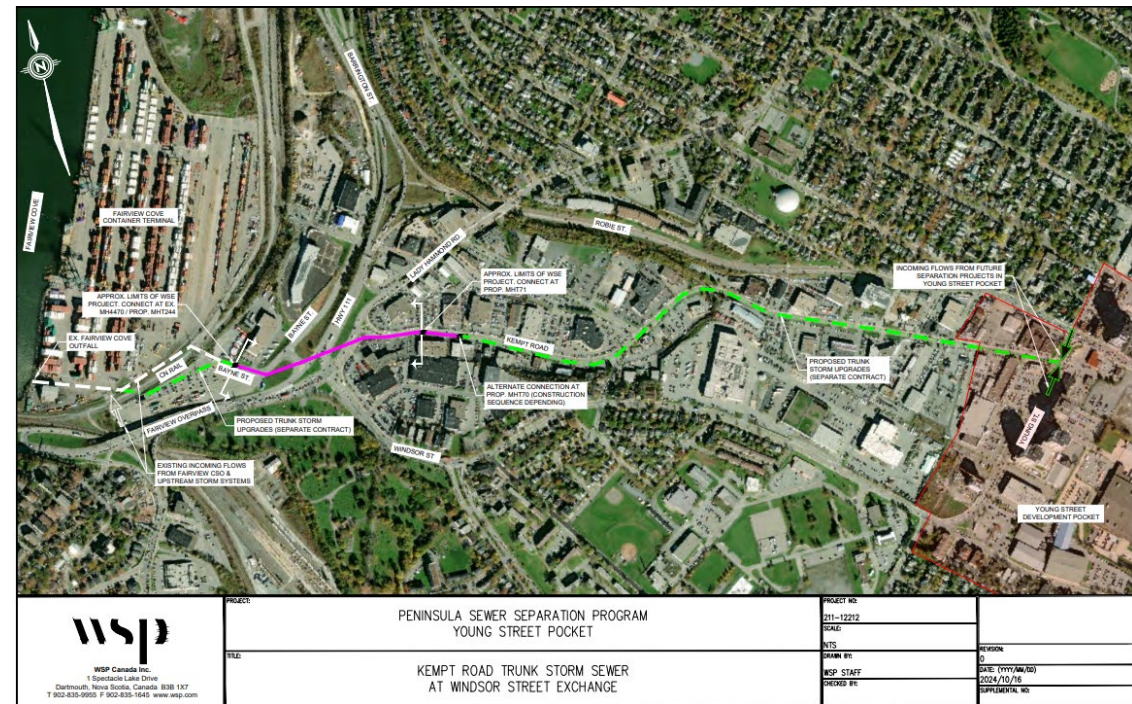 N
BARRINGTON ST.
FAIRVIEW COVE
FAIRVIEW COVE
CONTAINER TERMINAL
LADY HAMMOND RD.
ROBIE ST.
APPROX. LIMITS OF WSE
PROJECT. CONNECT AT EX.
MH4470 / PROP. MHT244
APPROX. LIMITS OF WSE
PROJECT. CONNECT AT
PROP. MHT71
INCOMING FLOWS FROM FUTURE
SEPARATION PROJECTS IN
YOUNG STREET POCKET
BAYNE ST.
HWY 111
EX. FAIRVIEW COVE
OUTFALL
CN RAIL
BAYNE ST.
KEMPT ROAD
PROPOSED TRUNK
STORM UPGRADES
(SEPARATE CONTRACT)
ALTERNATE CONNECTION AT
PROP. MHT70 (CONSTRUCTION
SEQUENCE DEPENDING)
FAIRVIEW OVERPASS
PROPOSED TRUNK STORM
UPGRADES (SEPARATE CONTRACT)
WINDSOR ST
YOUNG ST.
EXISTING INCOMING FLOWS
FROM FAIRVIEW CSO &
UPSTREAM STORM SYSTEMS
YOUNG STREET
DEVELOPMENT POCKET
wsp
WSP Canada Inc.
1 Spectacle Lake Drive
Dartmouth, Nova Scotia, Canada B3B 1X7
T 902-835-9955 F 902-835-1645 www.wsp.com
PROJECT:
PENINSULA SEWER SEPARATION PROGRAM
YOUNG STREET POCKET
TITLE:
KEMPT ROAD TRUNK STORM SEWER
AT WINDSOR STREET EXCHANGE
PROJECT NO:
211-12212
SCALE:
NTS
DRAWN BY:
WSP STAFF
CHECKED BY:
REVISION:
0
DATE: (YYYY/MM/DD)
2024/10/16
SUPPLEMENTAL NO: